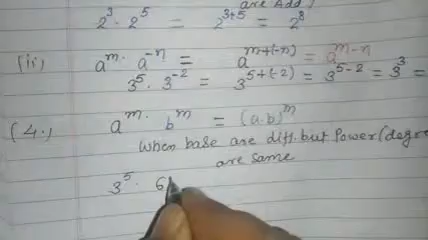 are Add)
2³· 2⁵ = 2³⁺⁵ = 2⁸
(ii) aᵐ· a⁻ⁿ = aᵐ⁺⁽⁻ⁿ⁾ = aᵐ⁻ⁿ
3⁵· 3⁻² = 3⁵⁺⁽⁻²⁾ = 3⁵⁻² = 3³ =
(4.) aᵐ· bᵐ = (a.b)ᵐ
When base are diff. but Power(degre
are same
3⁵· 6